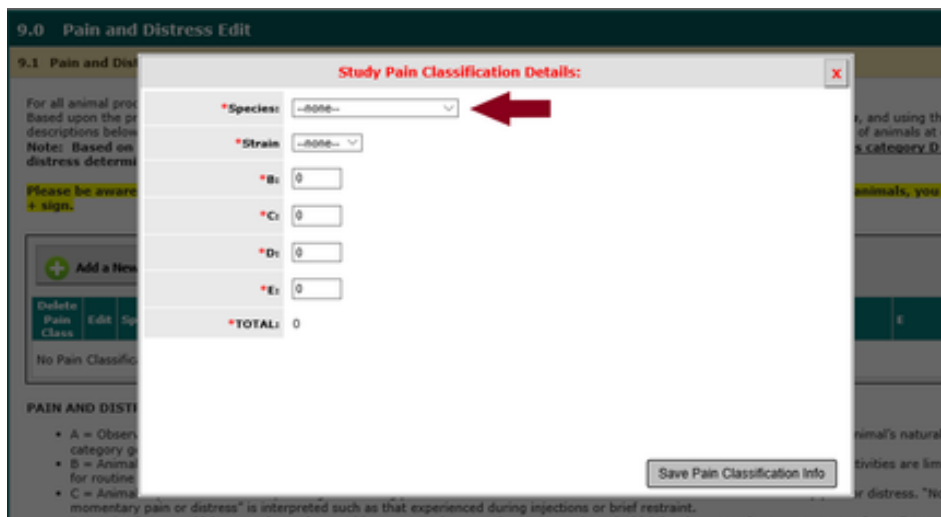 9.0 Pain and Distress Edit
9.1 Pain and Dist
Study Pain Classification Details:
x
For all animal proc
Based upon the pr
, and using th
descriptions below
of animals at
Note: Based on
s category D
distress determi
Please be aware
animals, you
+ sign.
*Species: --none--
*Strain --none--
*B: 0
*C: 0
*D: 0
*E: 0
*TOTAL: 0
Add a New
Delete
Pain
Class
Edit
Sp
E
No Pain Classific
PAIN AND DISTR
• A = Observ
nimal's natural
category g
• B = Animal
tivities are lim
for routine
Save Pain Classification Info
• C = Animal
or distress. "No
momentary pain or distress" is interpreted such as that experienced during injections or brief restraint.